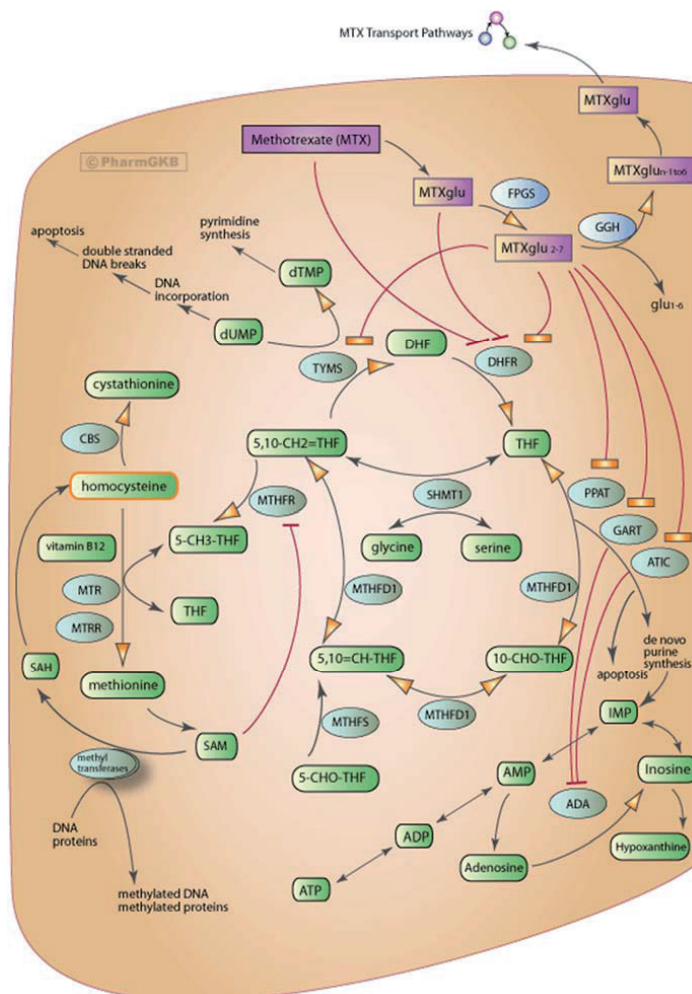 MTX Transport Pathways
MTXglu
Methotrexate (MTX)
©PharmGKB
MTXglun-1to6
MTXglu
FPGS
GGH
MTXglu 2-7
glu1-6
apoptosis
double stranded
DNA breaks
DNA
incorporation
pyrimidine
synthesis
dTMP
dUMP
TYMS
DHF
DHFR
cystathionine
CBS
5,10-CH2=THF
THF
homocysteine
MTHFR
SHMT1
PPAT
GART
ATIC
vitamin B12
5-CH3-THF
glycine
serine
MTR
MTRR
THF
MTHFD1
MTHFD1
SAH
methionine
5,10=CH-THF
10-CHO-THF
MTHFD1
apoptosis
de novo
purine
synthesis
SAM
MTHFS
IMP
methyl
transferases
5-CHO-THF
AMP
ADA
Inosine
DNA
proteins
ADP
Adenosine
Hypoxanthine
ATP
methylated DNA
methylated proteins